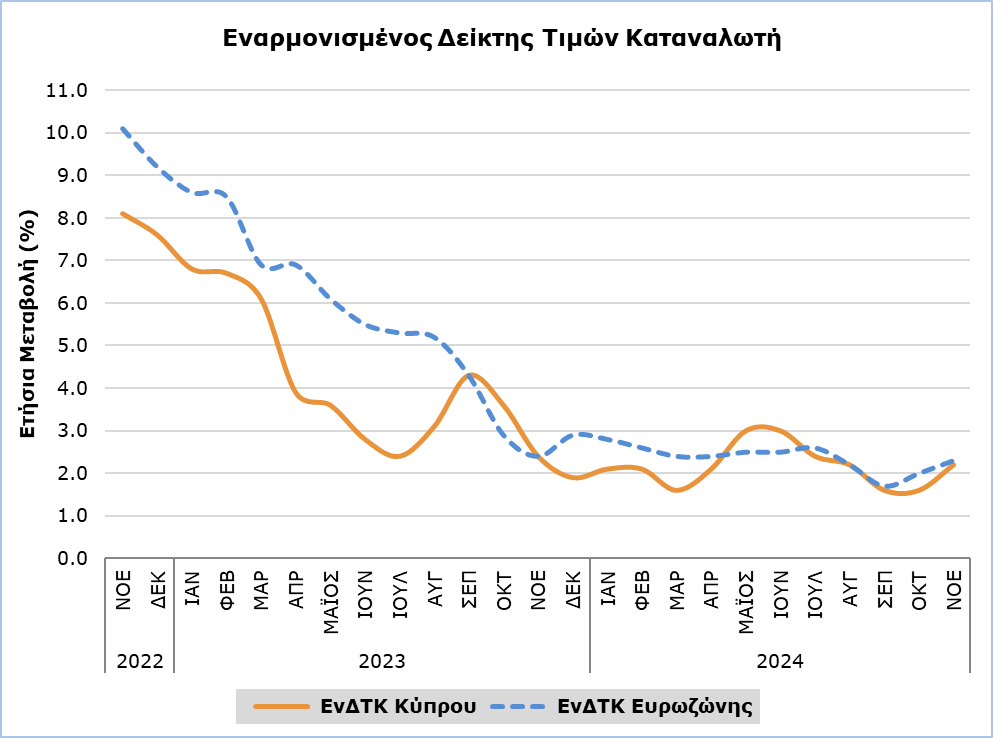 Εναρμονισμένος Δείκτης Τιμών Καταναλωτή
Ετήσια Μεταβολή (%)
11.0
10.0
9.0
8.0
7.0
6.0
5.0
4.0
3.0
2.0
1.0
0.0
ΝΟΕ ΔΕΚ ΙΑΝ ΦΕΒ ΜΑΡ ΑΠΡ ΜΑΪΟΣ ΙΟΥΝ ΙΟΥΛ ΑΥΓ ΣΕΠ ΟΚΤ ΝΟΕ ΔΕΚ ΙΑΝ ΦΕΒ ΜΑΡ ΑΠΡ ΜΑΪΟΣ ΙΟΥΝ ΙΟΥΛ ΑΥΓ ΣΕΠ ΟΚΤ ΝΟΕ
2022 2023 2024
ΕνΔΤΚ Κύπρου ΕνΔΤΚ Ευρωζώνης